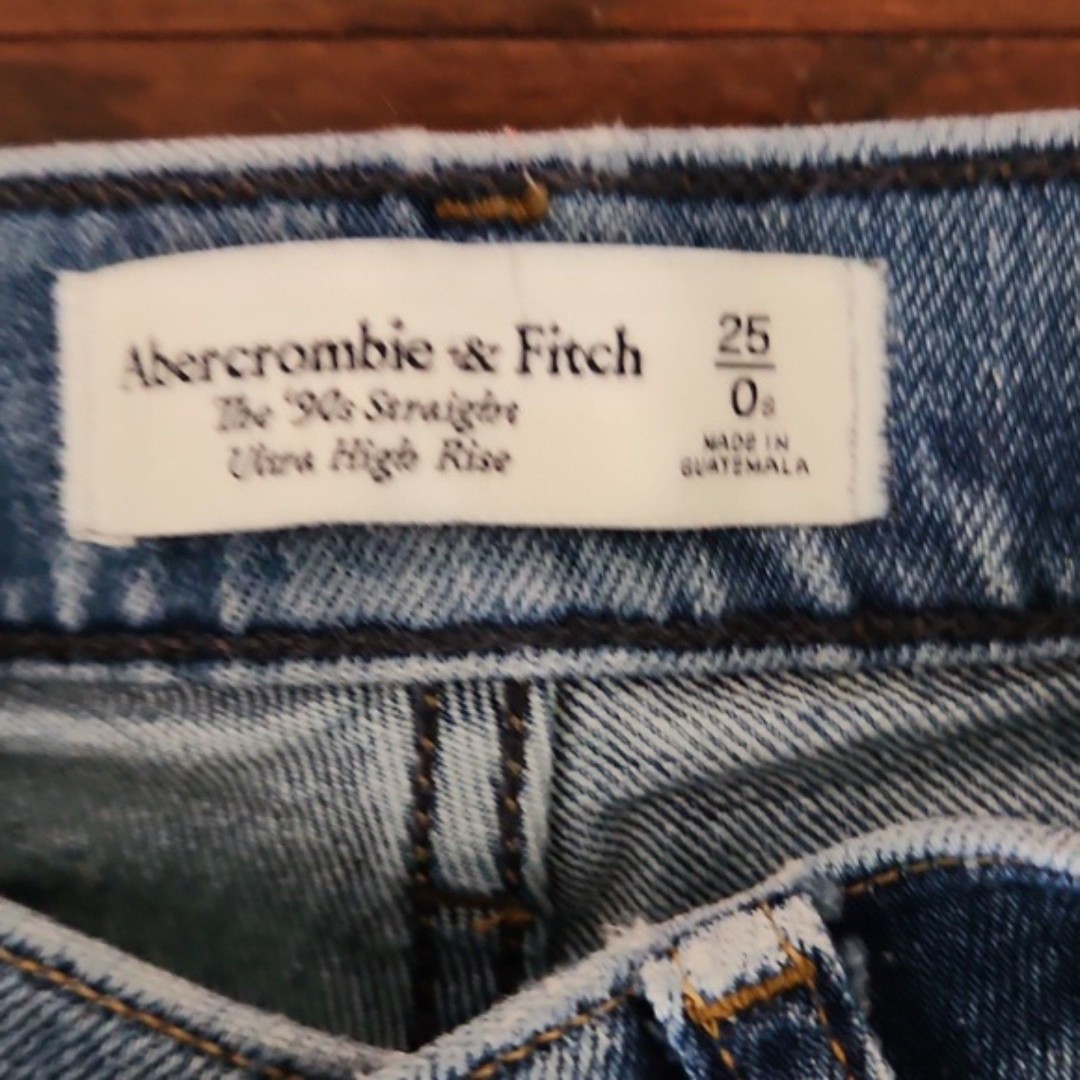 Abercrombie & Fitch
The '90s Straight
Ultra High Rise
25
0s
MADE IN
GUATEMALA